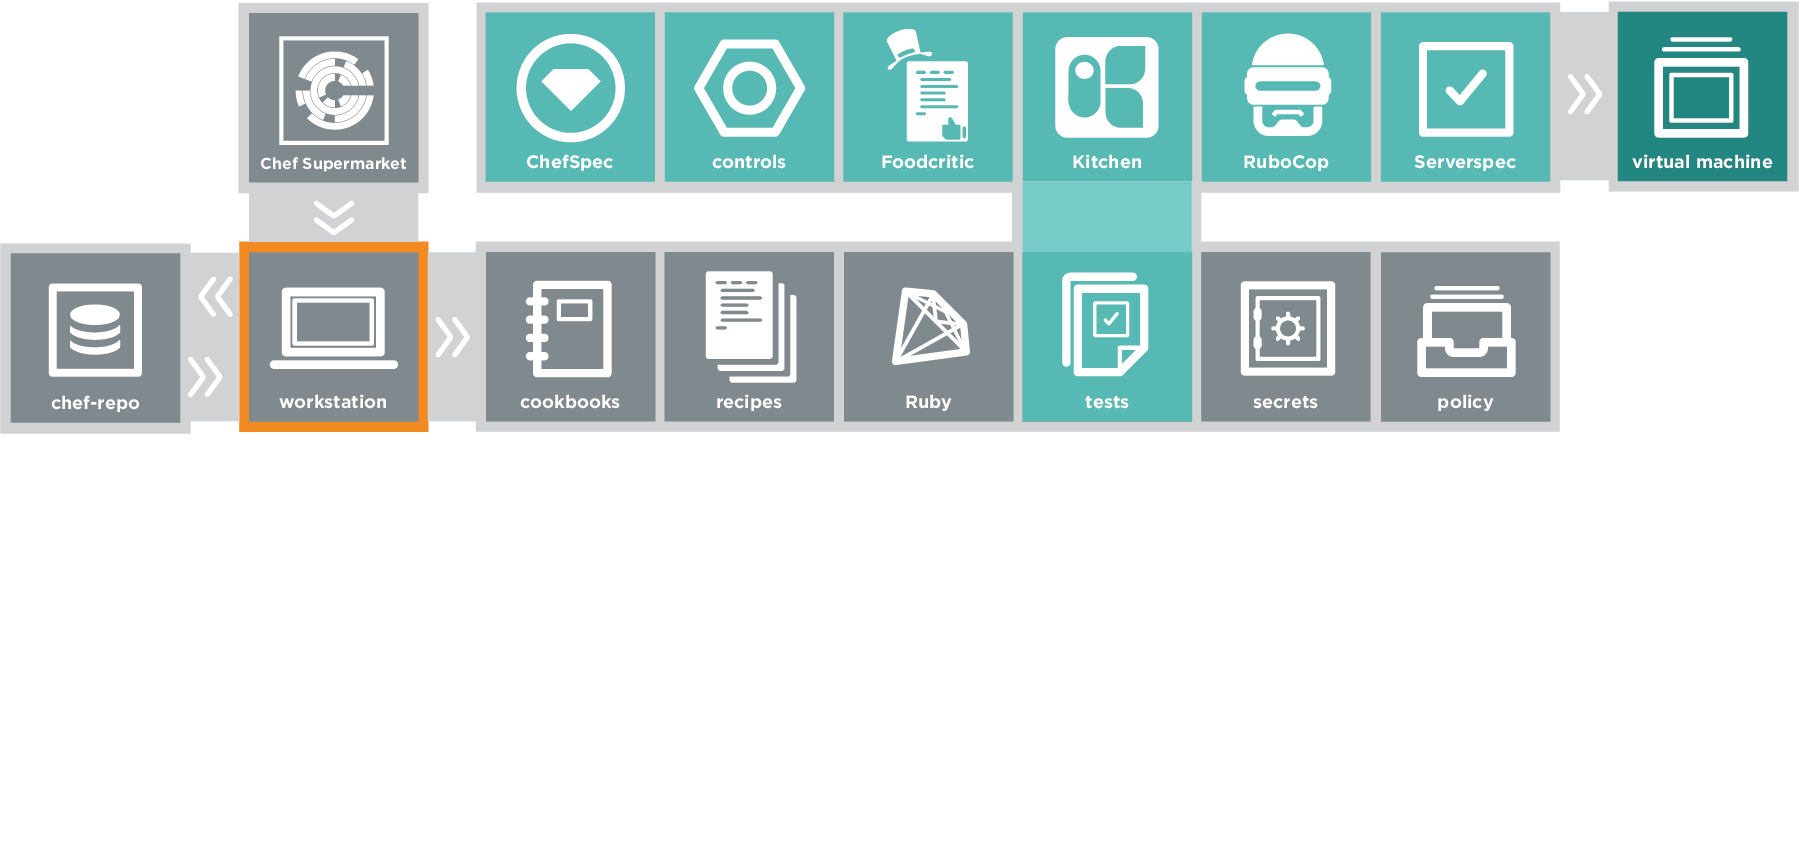 Chef Supermarket
ChefSpec
controls
Foodcritic
Kitchen
RuboCop
Serverspec
virtual machine
chef-repo
workstation
cookbooks
recipes
Ruby
tests
secrets
policy